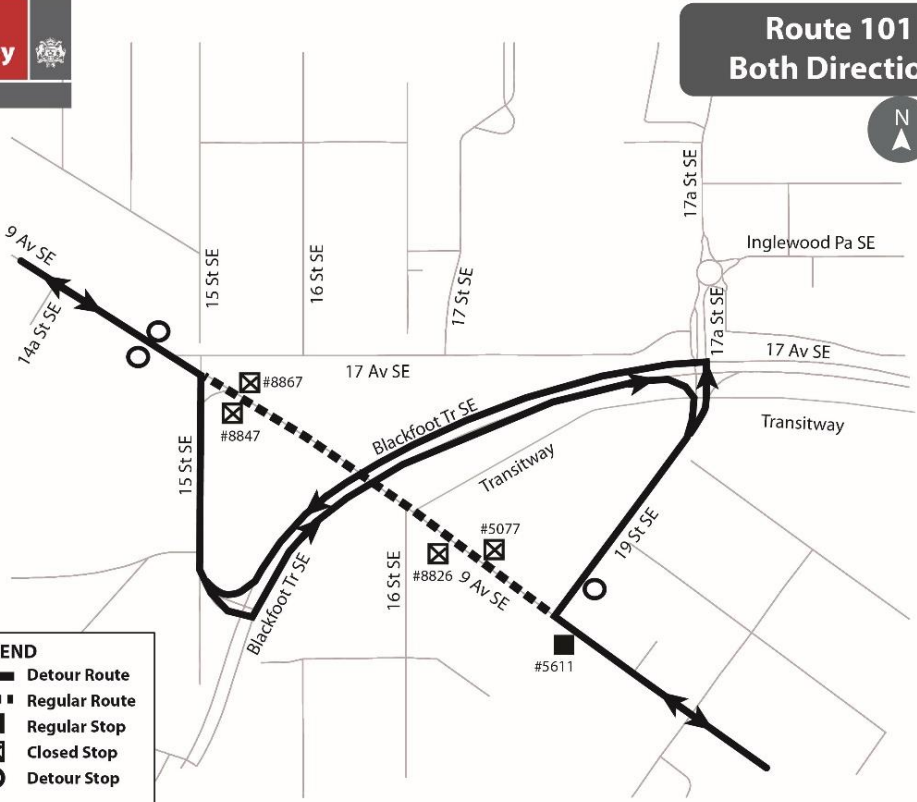 y
Route 101
Both Directio
N
17a St SE
Inglewood Pa SE
9 Av SE
15 St SE
16 St SE
17 St SE
14a St SE
17a St SE
17 Av SE
17 Av SE
#8867
#8847
Blackfoot Tr SE
Transitway
15 St SE
Transitway
#5077
19 St SE
#8826
9 Av SE
16 St SE
Blackfoot Tr SE
#5611
END
Detour Route
Regular Route
Regular Stop
Closed Stop
Detour Stop